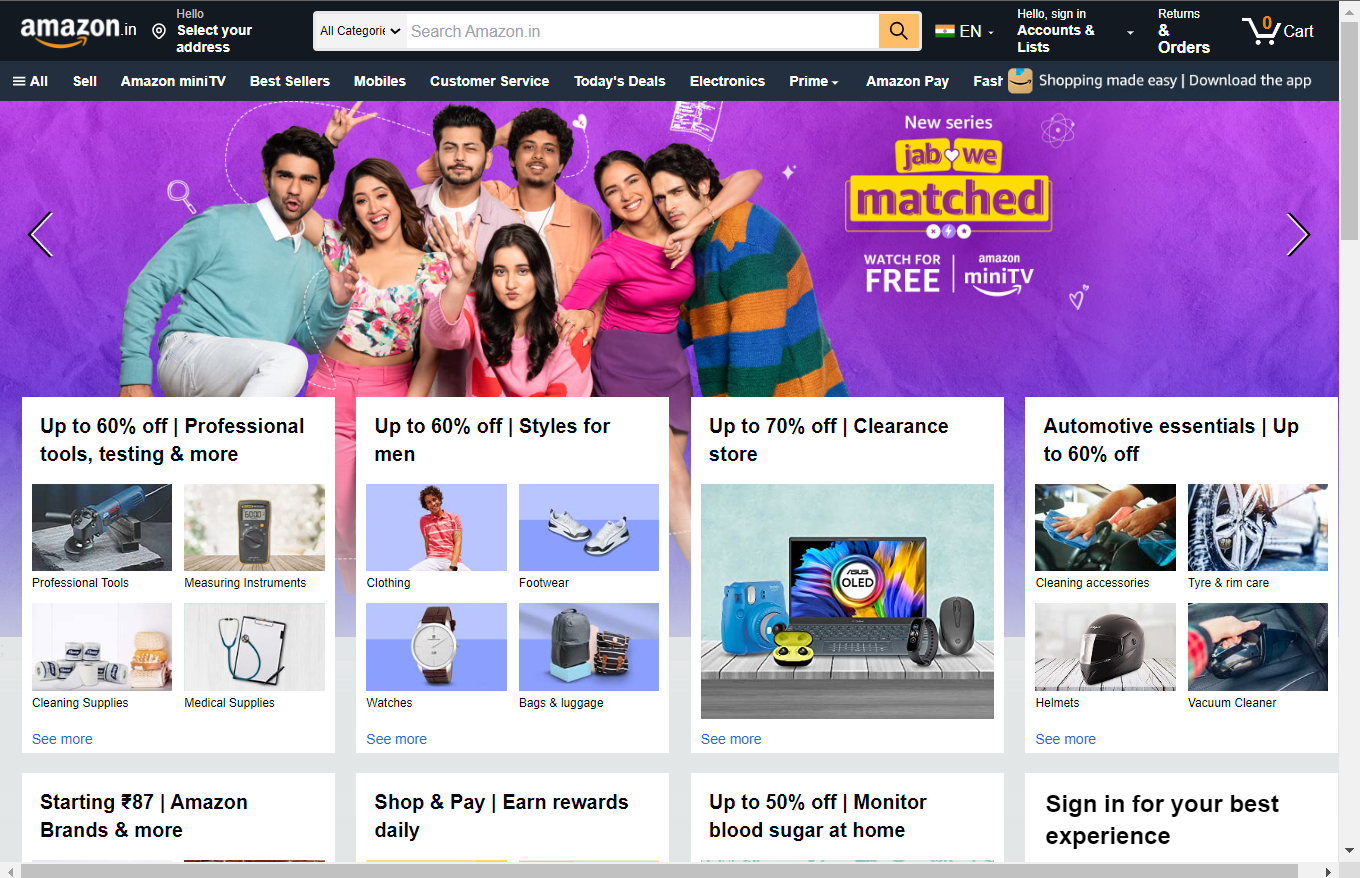 amazon.in
Hello
Select your
address
All Categorie
Search Amazon.in
EN
Hello, sign in
Accounts &
Lists
Returns
&
Orders
0
Cart
All
Sell
Amazon miniTV
Best Sellers
Mobiles
Customer Service
Today's Deals
Electronics
Prime
Amazon Pay
Fash
Shopping made easy | Download the app
New series
jab we
matched
WATCH FOR
FREE
amazon
miniTV
Up to 60% off | Professional
tools, testing & more
Professional Tools
Measuring Instruments
Cleaning Supplies
Medical Supplies
See more
Up to 60% off | Styles for
men
Clothing
Footwear
Watches
Bags & luggage
See more
Up to 70% off | Clearance
store
ASUS
OLED
See more
Automotive essentials | Up
to 60% off
Cleaning accessories
Tyre & rim care
Helmets
Vacuum Cleaner
See more
Starting ₹87 | Amazon
Brands & more
Shop & Pay | Earn rewards
daily
Up to 50% off | Monitor
blood sugar at home
Sign in for your best
experience